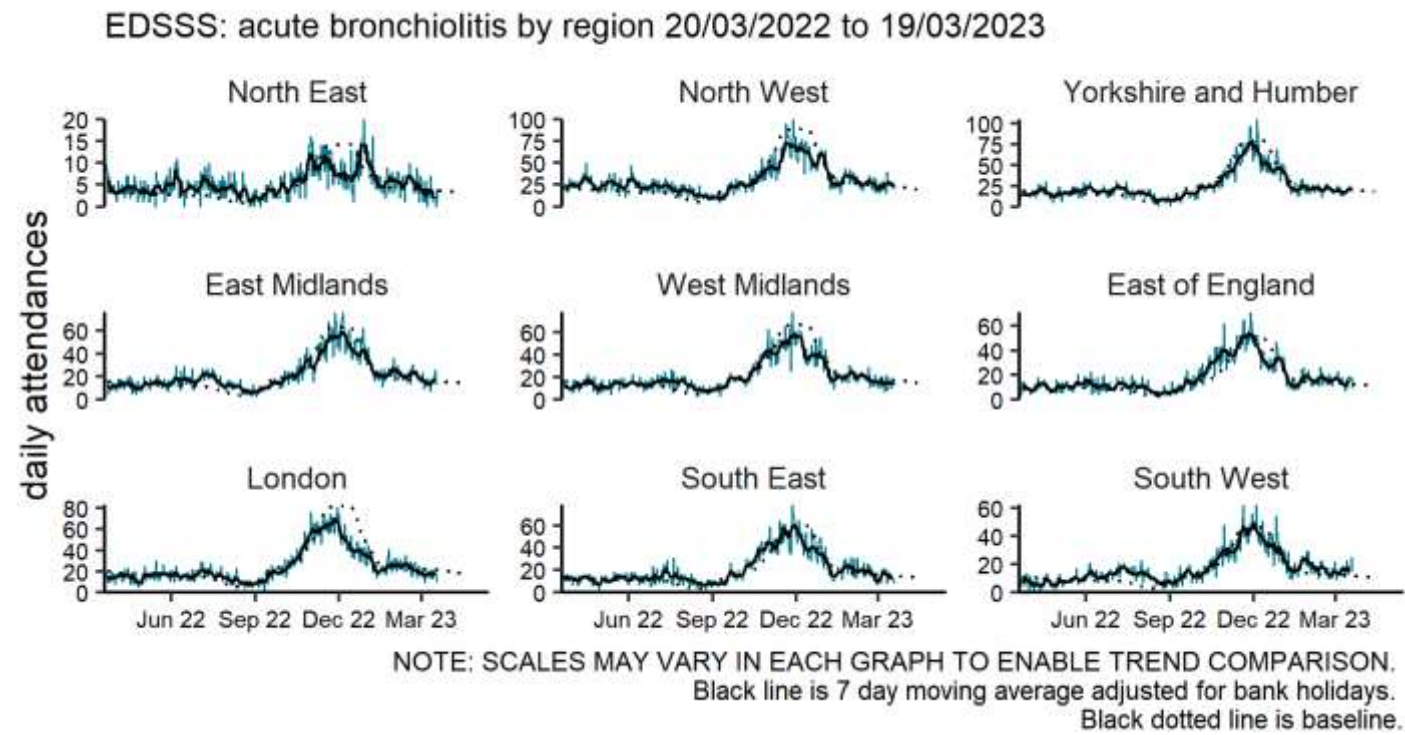 EDSSS: acute bronchiolitis by region 20/03/2022 to 19/03/2023
daily attendances
North East
20
15
10
5
0
North West
100
75
50
25
0
Yorkshire and Humber
100
75
50
25
0
East Midlands
60
40
20
0
West Midlands
60
40
20
0
East of England
60
40
20
0
London
80
60
40
20
0
Jun 22 Sep 22 Dec 22 Mar 23
South East
60
40
20
0
Jun 22 Sep 22 Dec 22 Mar 23
South West
60
40
20
0
Jun 22 Sep 22 Dec 22 Mar 23
NOTE: SCALES MAY VARY IN EACH GRAPH TO ENABLE TREND COMPARISON.
Black line is 7 day moving average adjusted for bank holidays.
Black dotted line is baseline.